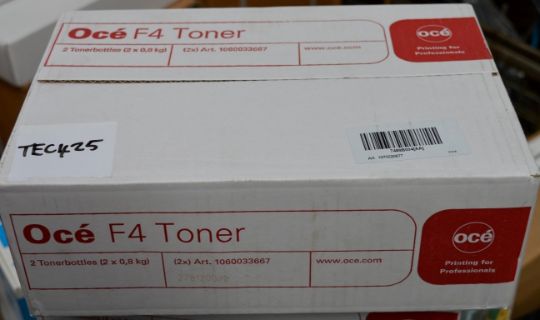 Océ F4 Toner
2 Tonerbottles (2 x 0,8 kg)
(2x) Art. 1060033667
www.océ.com
océ
Printing for
Professionals
TEC425
Océ F4 Toner
2 Tonerbottles (2 x 0,8 kg)
(2x) Art. 1060033667
www.oce.com
océ
Printing for
Professionals